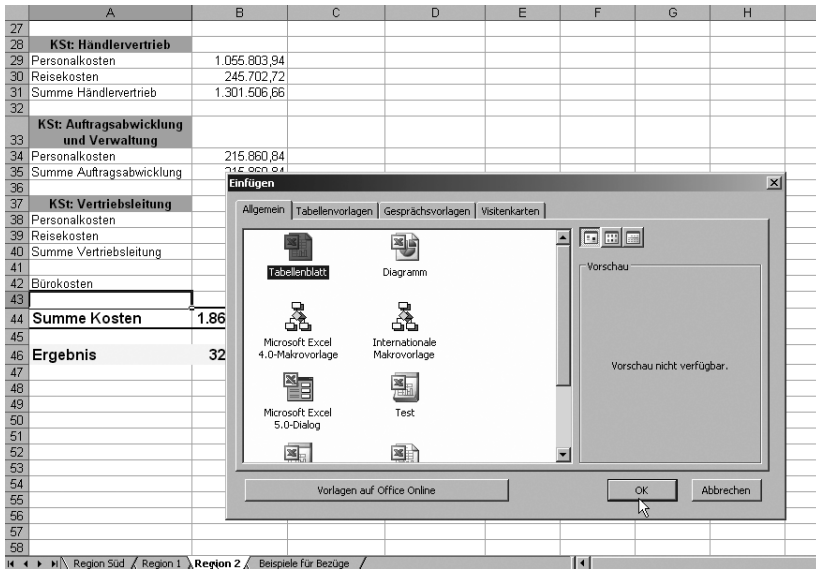 A B C D E F G H
27
28 KSt: Händlervertrieb
29 Personalkosten 1.055.803,94
30 Reisekosten 245.702,72
31 Summe Händlervertrieb 1.301.506,66
32
KSt: Auftragsabwicklung
33 und Verwaltung
34 Personalkosten 215.860,84
35 Summe Auftragsabwicklung 215.860,84
36
37 KSt: Vertriebsleitung
38 Personalkosten
39 Reisekosten
40 Summe Vertriebsleitung
41
42 Bürokosten
43
44 Summe Kosten 1.86
45
46 Ergebnis 32
47
48
49
50
51
52
53
54
55
56
57
58
Einfügen
Allgemein Tabellenvorlagen Gesprächsvorlagen Visitenkarten
Tabellenblatt Diagramm
Microsoft Excel Internationale
4.0-Makrovorlage Makrovorlage
Microsoft Excel Test
5.0-Dialog
Vorschau
Vorschau nicht verfügbar.
Vorlagen auf Office Online OK Abbrechen
Region Süd Region 1 Region 2 Beispiele für Bezüge